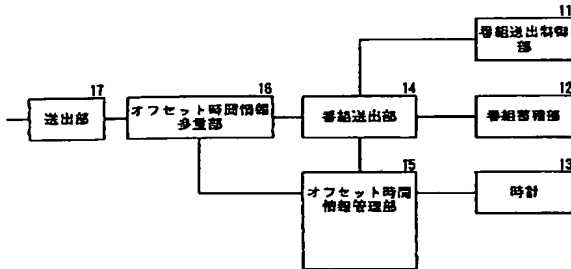 11
番組送出制御
部
17
送出部
16
オフセット時間情報
多重部
14
番組送出部
12
番組蓄積部
15
オフセット時間
情報管理部
13
時計